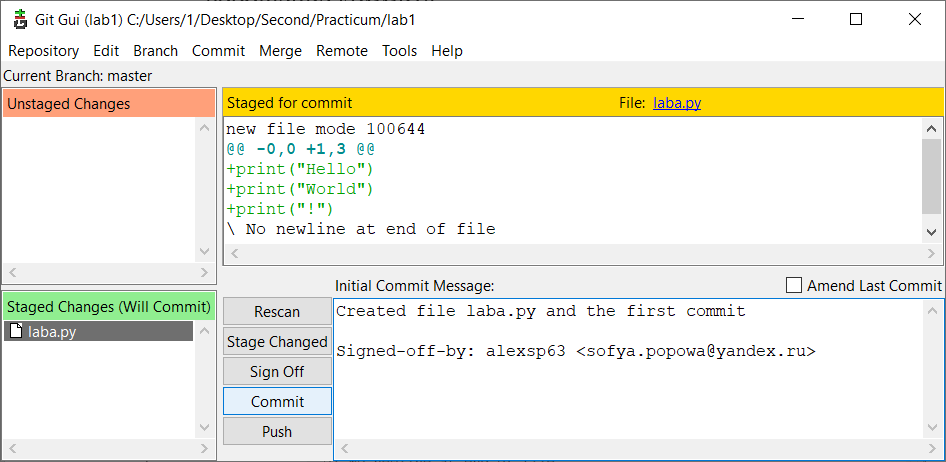 Git Gui (lab1) C:/Users/1/Desktop/Second/Practicum/lab1
Repository Edit Branch Commit Merge Remote Tools Help
Current Branch: master
Unstaged Changes
Staged for commit File: laba.py
new file mode 100644
@@ -0,0 +1,3 @@
+print("Hello")
+print("World")
+print("!")
\ No newline at end of file
Staged Changes (Will Commit)
laba.py
Rescan
Stage Changed
Sign Off
Commit
Push
Initial Commit Message: Amend Last Commit
Created file laba.py and the first commit
Signed-off-by: alexsp63 <sofya.popowa@yandex.ru>